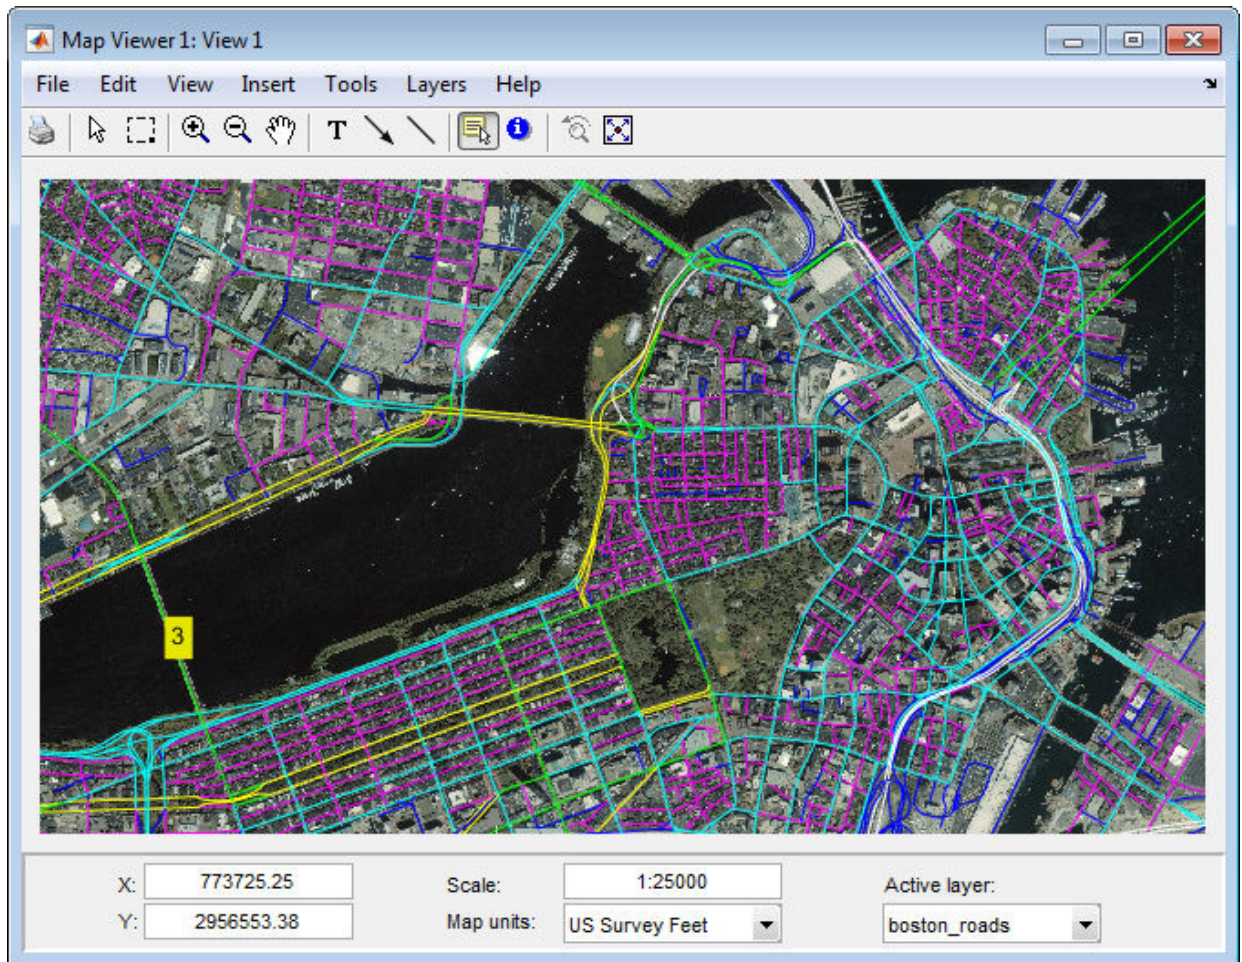 Map Viewer 1: View 1
File Edit View Insert Tools Layers Help
T
3
X: 773725.25
Scale: 1:25000
Active layer:
Y: 2956553.38
Map units: US Survey Feet
boston_roads